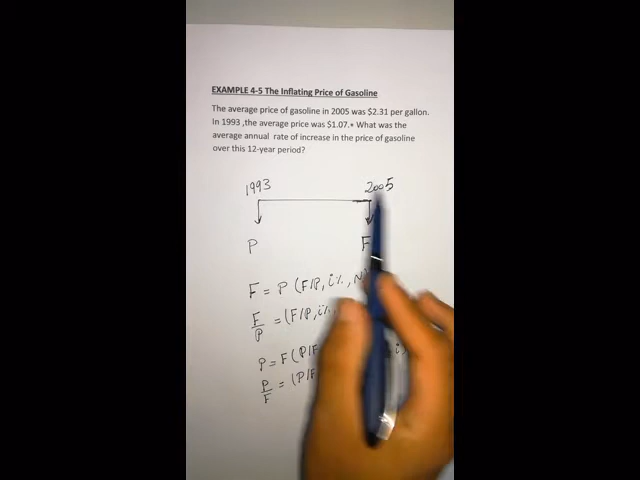 EXAMPLE 4-5 The Inflating Price of Gasoline
The average price of gasoline in 2005 was $2.31 per gallon.
In 1993 ,the average price was $1.07.* What was the
average annual rate of increase in the price of gasoline
over this 12-year period?
1993 2005
P F
F = P (F/P, i%, N)
F/P = (F/P, i%,
P = F (P/F i)
P/F = (P/F